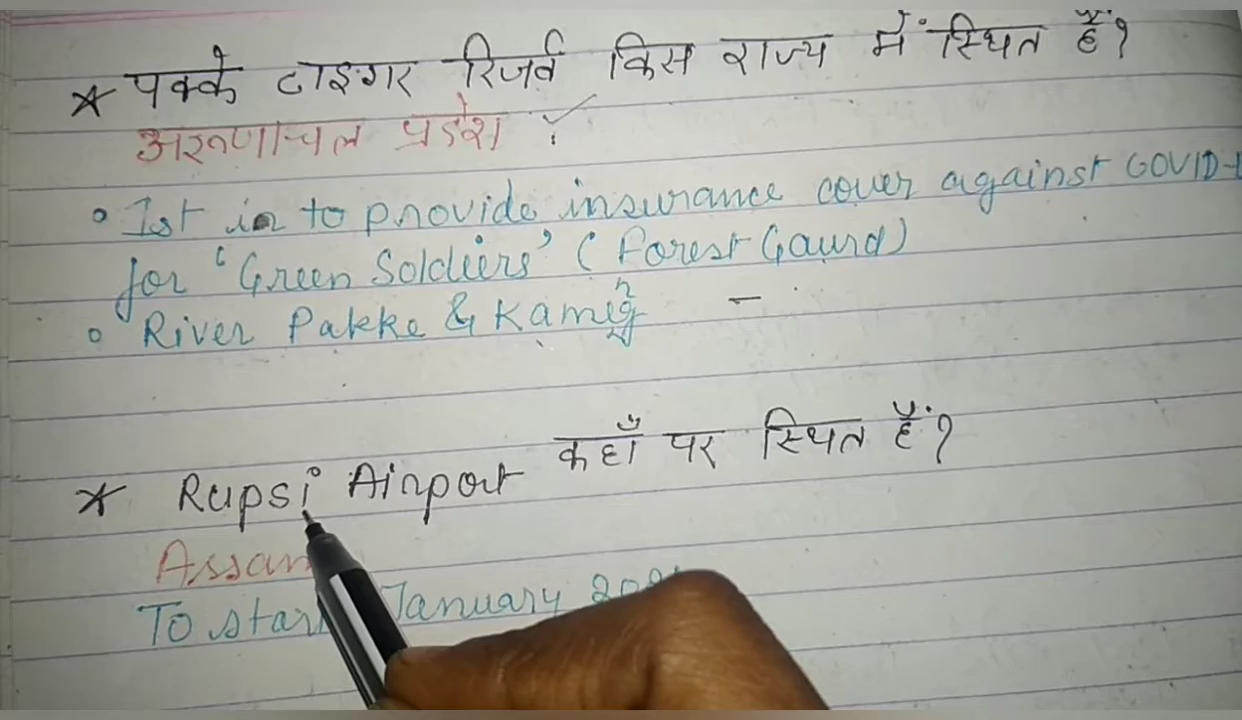 * पक्के टाइगर रिजर्व किस राज्य में स्थित हैं?
अरूणाचल प्रदेश ✓
• Ist in to provide insurance cover against COVID-1
for 'Green Soldiers' (Forest Gaurd)
• River Pakke & Kameng
* Rupsi Airport कहाँ पर स्थित हैं?
Assam
To start January